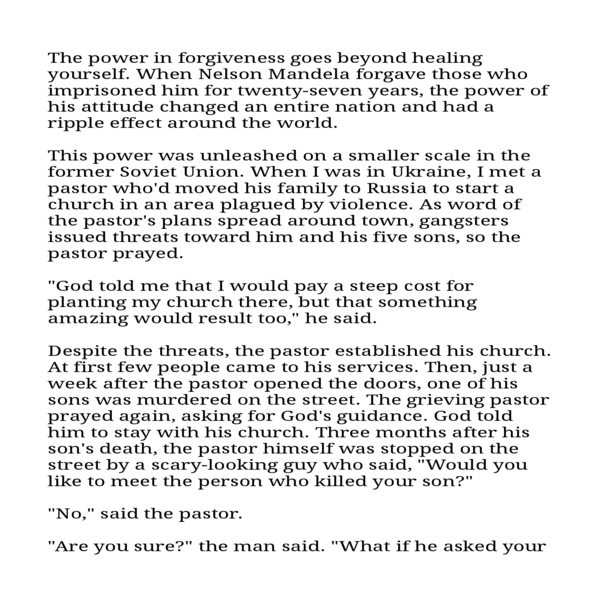 The power in forgiveness goes beyond healing
yourself. When Nelson Mandela forgave those who
imprisoned him for twenty-seven years, the power of
his attitude changed an entire nation and had a
ripple effect around the world.
This power was unleashed on a smaller scale in the
former Soviet Union. When I was in Ukraine, I met a
pastor who'd moved his family to Russia to start a
church in an area plagued by violence. As word of
the pastor's plans spread around town, gangsters
issued threats toward him and his five sons, so the
pastor prayed.
"God told me that I would pay a steep cost for
planting my church there, but that something
amazing would result too," he said.
Despite the threats, the pastor established his church.
At first few people came to his services. Then, just a
week after the pastor opened the doors, one of his
sons was murdered on the street. The grieving pastor
prayed again, asking for God's guidance. God told
him to stay with his church. Three months after his
son's death, the pastor himself was stopped on the
street by a scary-looking guy who said, "Would you
like to meet the person who killed your son?"
"No," said the pastor.
"Are you sure?" the man said. "What if he asked your